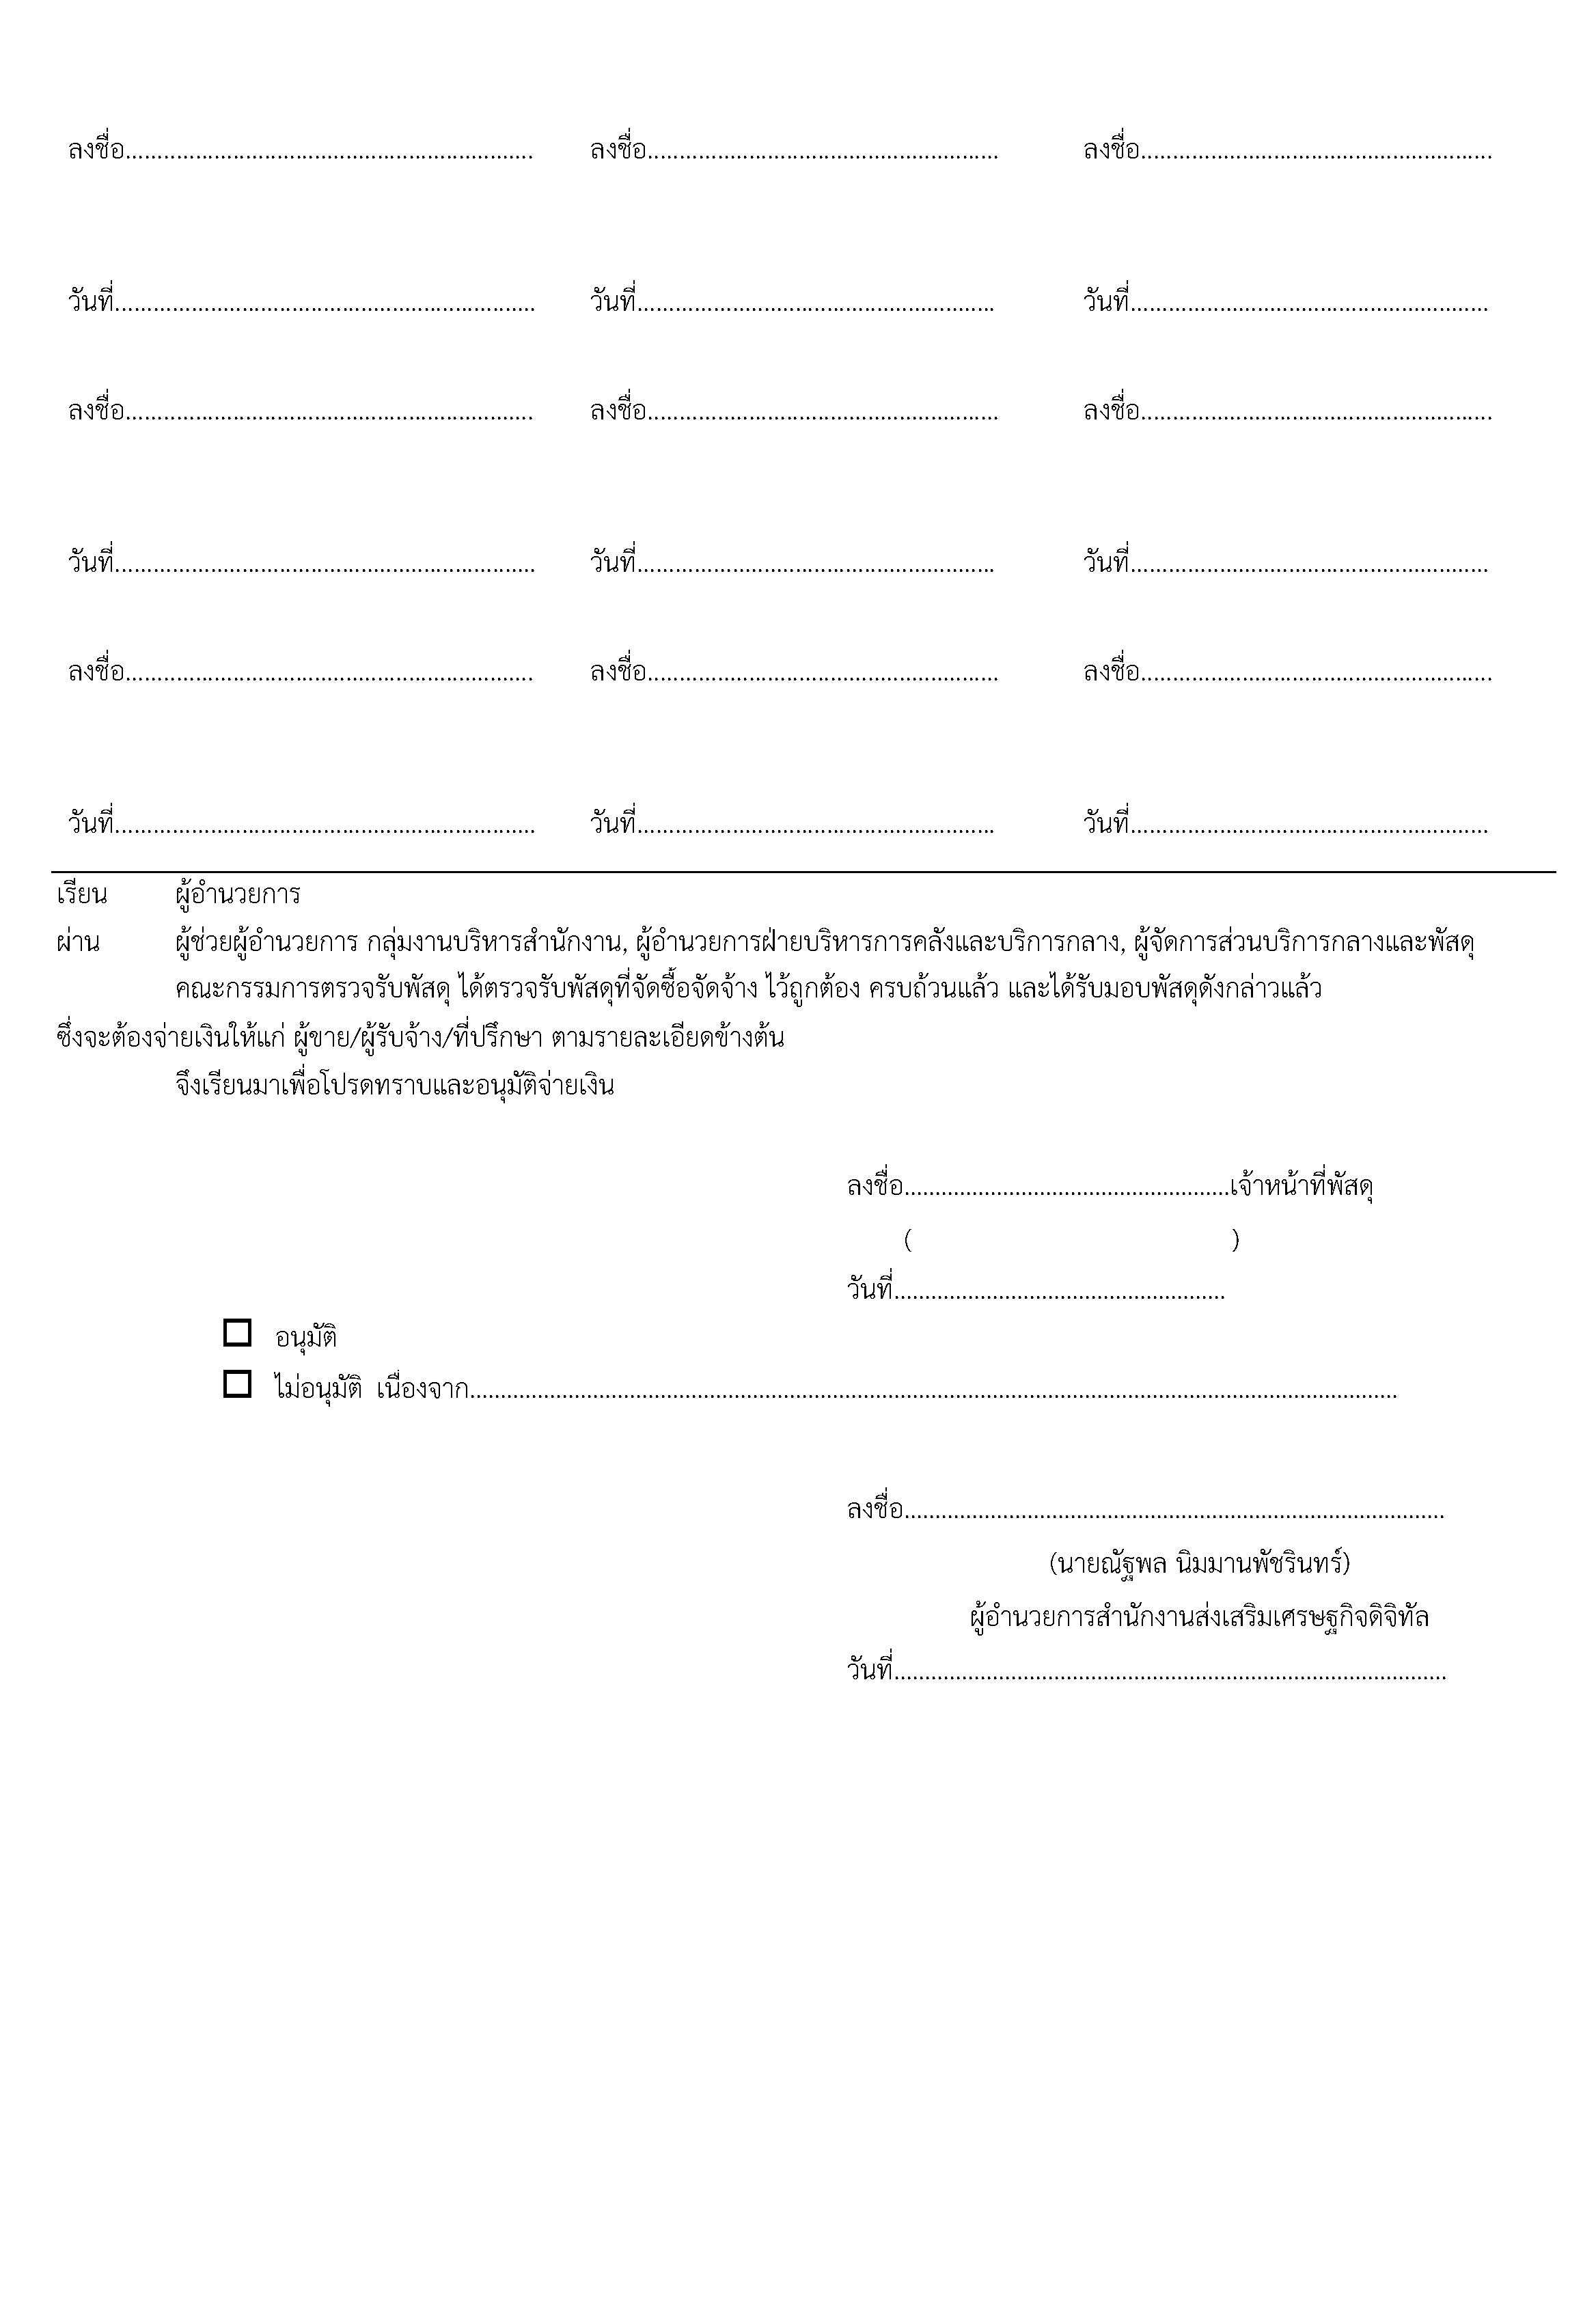 ลงชื่อ................................................................ ลงชื่อ....................................................... ลงชื่อ.......................................................
วันที่.................................................................. วันที่........................................................ วันที่........................................................
ลงชื่อ................................................................ ลงชื่อ....................................................... ลงชื่อ.......................................................
วันที่.................................................................. วันที่........................................................ วันที่........................................................
ลงชื่อ................................................................ ลงชื่อ....................................................... ลงชื่อ.......................................................
วันที่.................................................................. วันที่........................................................ วันที่........................................................
เรียน ผู้อำนวยการ
ผ่าน ผู้ช่วยผู้อำนวยการ กลุ่มงานบริหารสำนักงาน, ผู้อำนวยการฝ่ายบริหารการคลังและบริการกลาง, ผู้จัดการส่วนบริการกลางและพัสดุ
คณะกรรมการตรวจรับพัสดุ ได้ตรวจรับพัสดุที่จัดซื้อจัดจ้าง ไว้ถูกต้อง ครบถ้วนแล้ว และได้รับมอบพัสดุดังกล่าวแล้ว
ซึ่งจะต้องจ่ายเงินให้แก่ ผู้ขาย/ผู้รับจ้าง/ที่ปรึกษา ตามรายละเอียดข้างต้น
จึงเรียนมาเพื่อโปรดทราบและอนุมัติจ่ายเงิน
ลงชื่อ.....................................................เจ้าหน้าที่พัสดุ
( )
วันที่......................................................
☐ อนุมัติ
☐ ไม่อนุมัติ เนื่องจาก.......................................................................................................................................................
ลงชื่อ........................................................................................
(นายณัฐพล นิมมานพัชรินทร์)
ผู้อำนวยการสำนักงานส่งเสริมเศรษฐกิจดิจิทัล
วันที่..........................................................................................